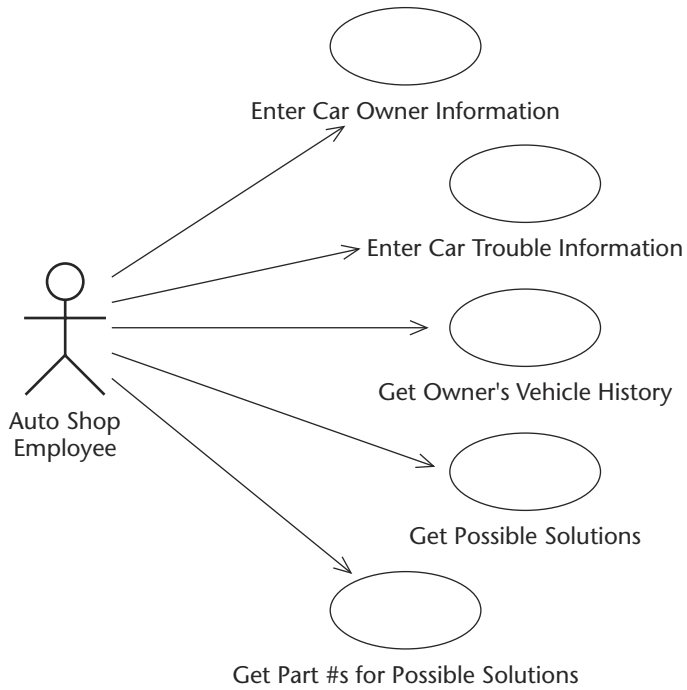 Enter Car Owner Information
Enter Car Trouble Information
Get Owner's Vehicle History
Auto Shop
Employee
Get Possible Solutions
Get Part #s for Possible Solutions